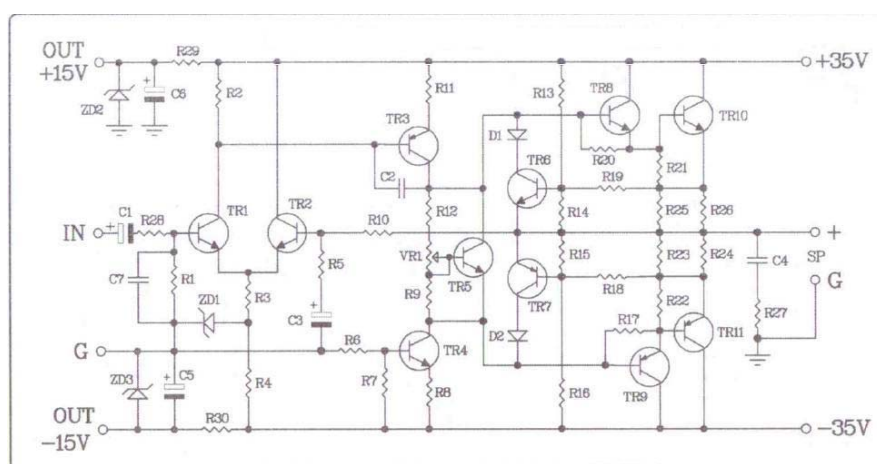 OUT
+15V
R29
ZD2
+
C6
R2
R11
R13
TR8
+35V
TR3
D1
TR10
C2
R20
TR6
R21
R19
C1
R28
TR1
TR2
R12
R14
R25
R26
IN
+
R10
+
VR1
R15
R23
R24
SP
C7
R1
R5
TR5
C4
ZD1
R3
R9
TR7
R18
G
C3
+
R22
R27
G
R6
D2
R17
TR11
TR4
ZD3
+
C5
R4
R7
R8
R16
TR9
OUT
-15V
R30
-35V